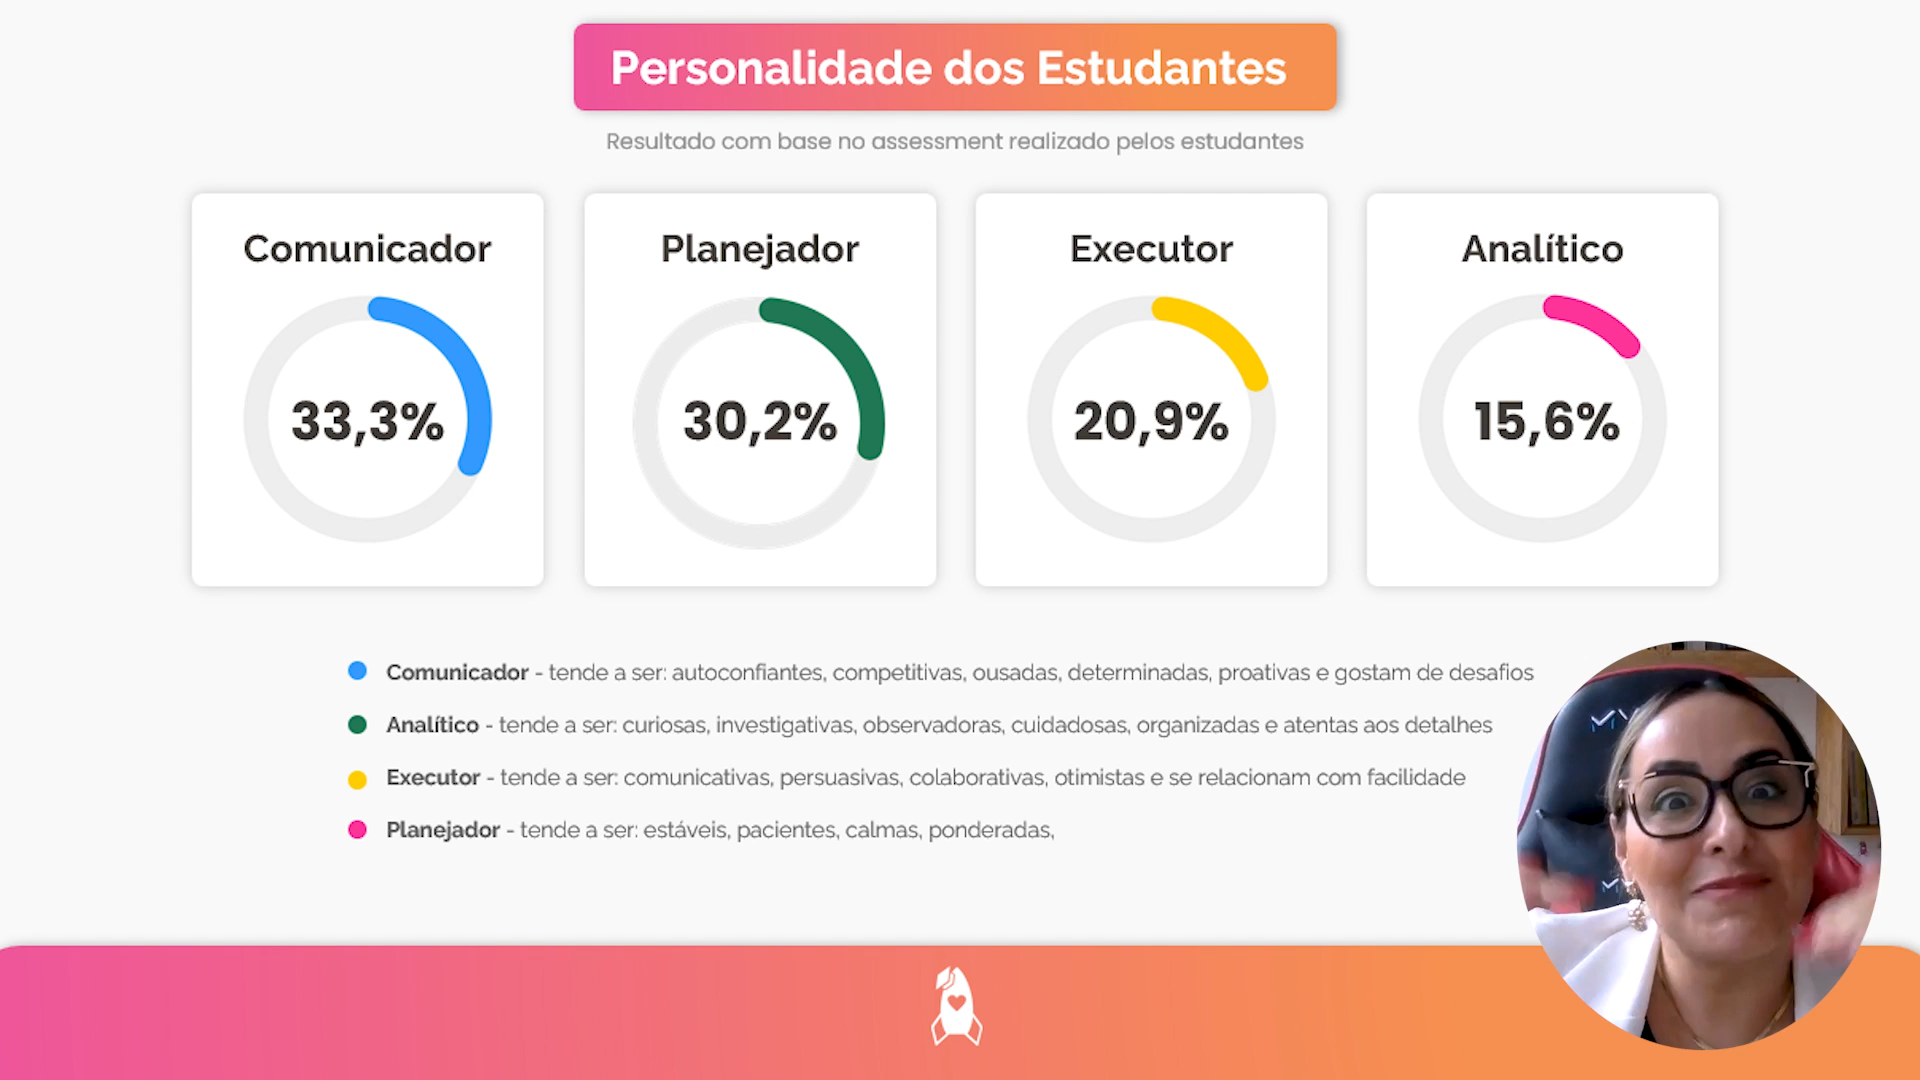 Personalidade dos Estudantes
Resultado com base no assessment realizado pelos estudantes
Comunicador
33,3%
Planejador
30,2%
Executor
20,9%
Analítico
15,6%
Comunicador - tende a ser: autoconfiantes, competitivas, ousadas, determinadas, proativas e gostam de desafios
Analítico - tende a ser: curiosas, investigativas, observadoras, cuidadosas, organizadas e atentas aos detalhes
Executor - tende a ser: comunicativas, persuasivas, colaborativas, otimistas e se relacionam com facilidade
Planejador - tende a ser: estáveis, pacientes, calmas, ponderadas,